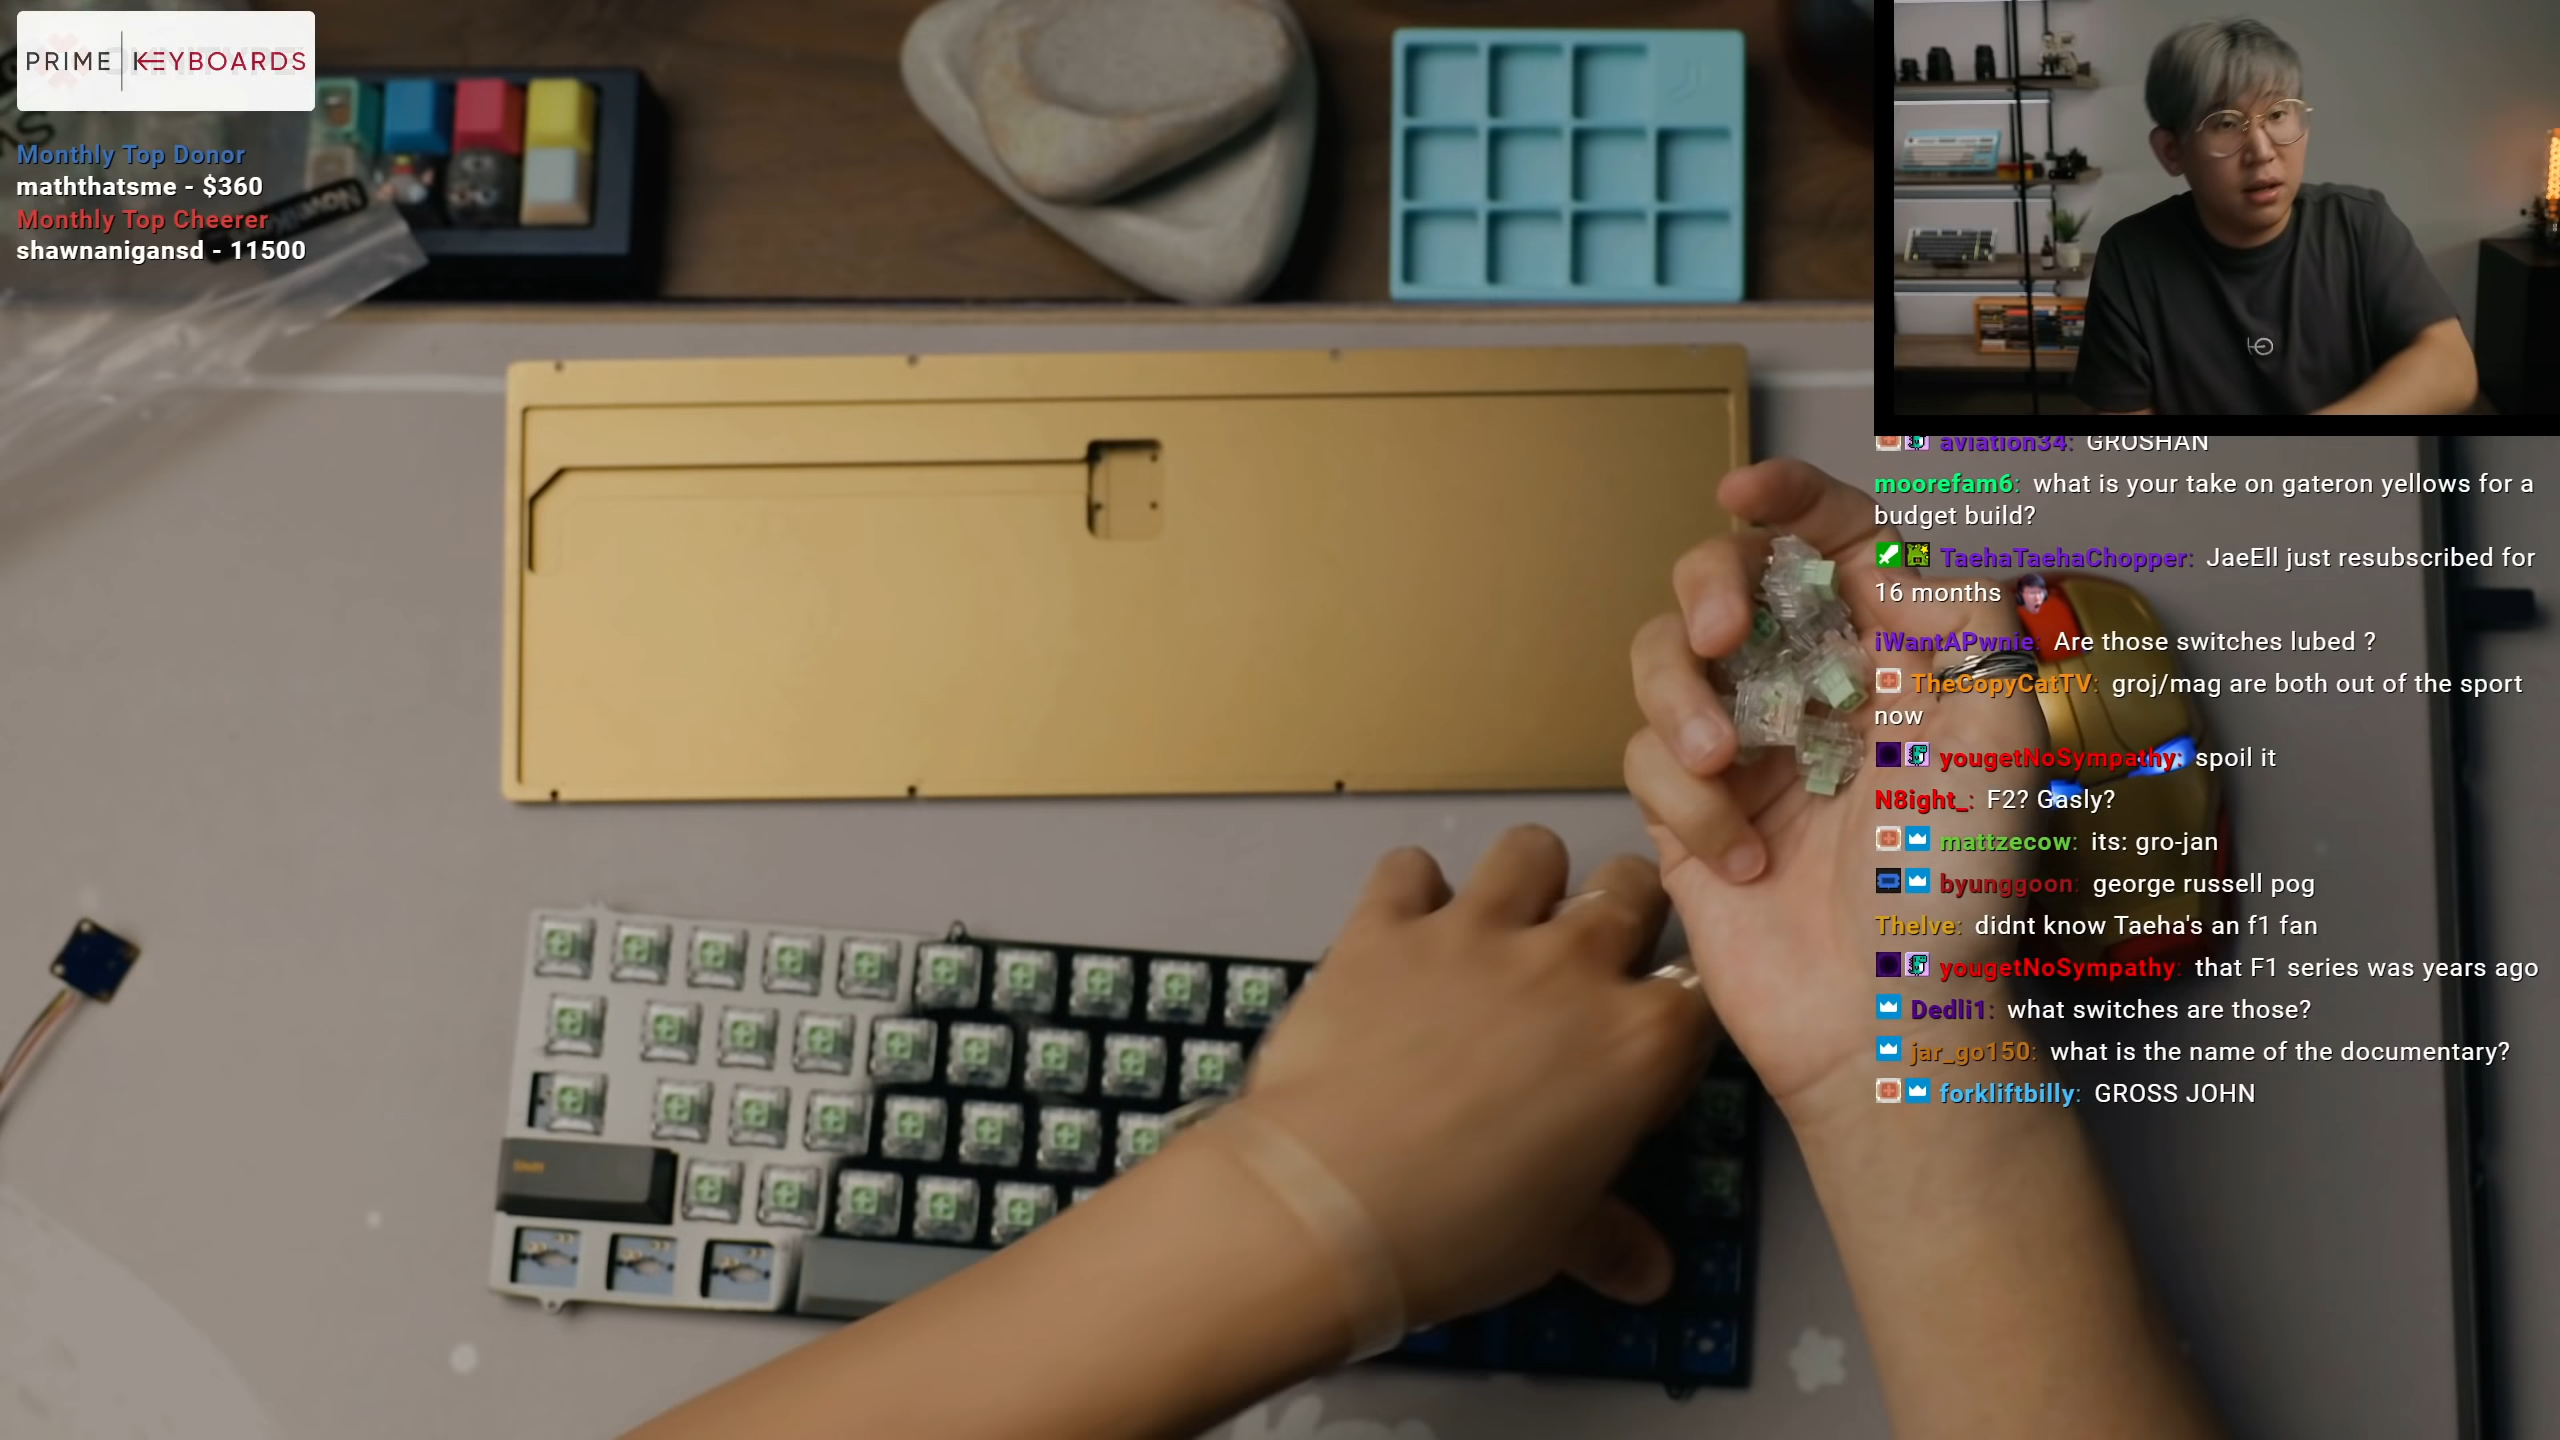 PRIME | KEYBOARDS
Monthly Top Donor
maththatsme - $360
Monthly Top Cheerer
shawnanigansd - 11500
aviation34: GROSHAN
moorefam6: what is your take on gateron yellows for a
budget build?
TaehaTaehaChopper: JaeEll just resubscribed for
16 months
iWantAPwnie: Are those switches lubed ?
TheCopyCatTV: groj/mag are both out of the sport
now
yougetNoSympathy: spoil it
N8ight_: F2? Gasly?
mattzecow: its: gro-jan
byunggoon: george russell pog
Thelve: didnt know Taeha's an f1 fan
yougetNoSympathy: that F1 series was years ago
Dedli1: what switches are those?
jar_go150: what is the name of the documentary?
forkliftbilly: GROSS JOHN
Shift